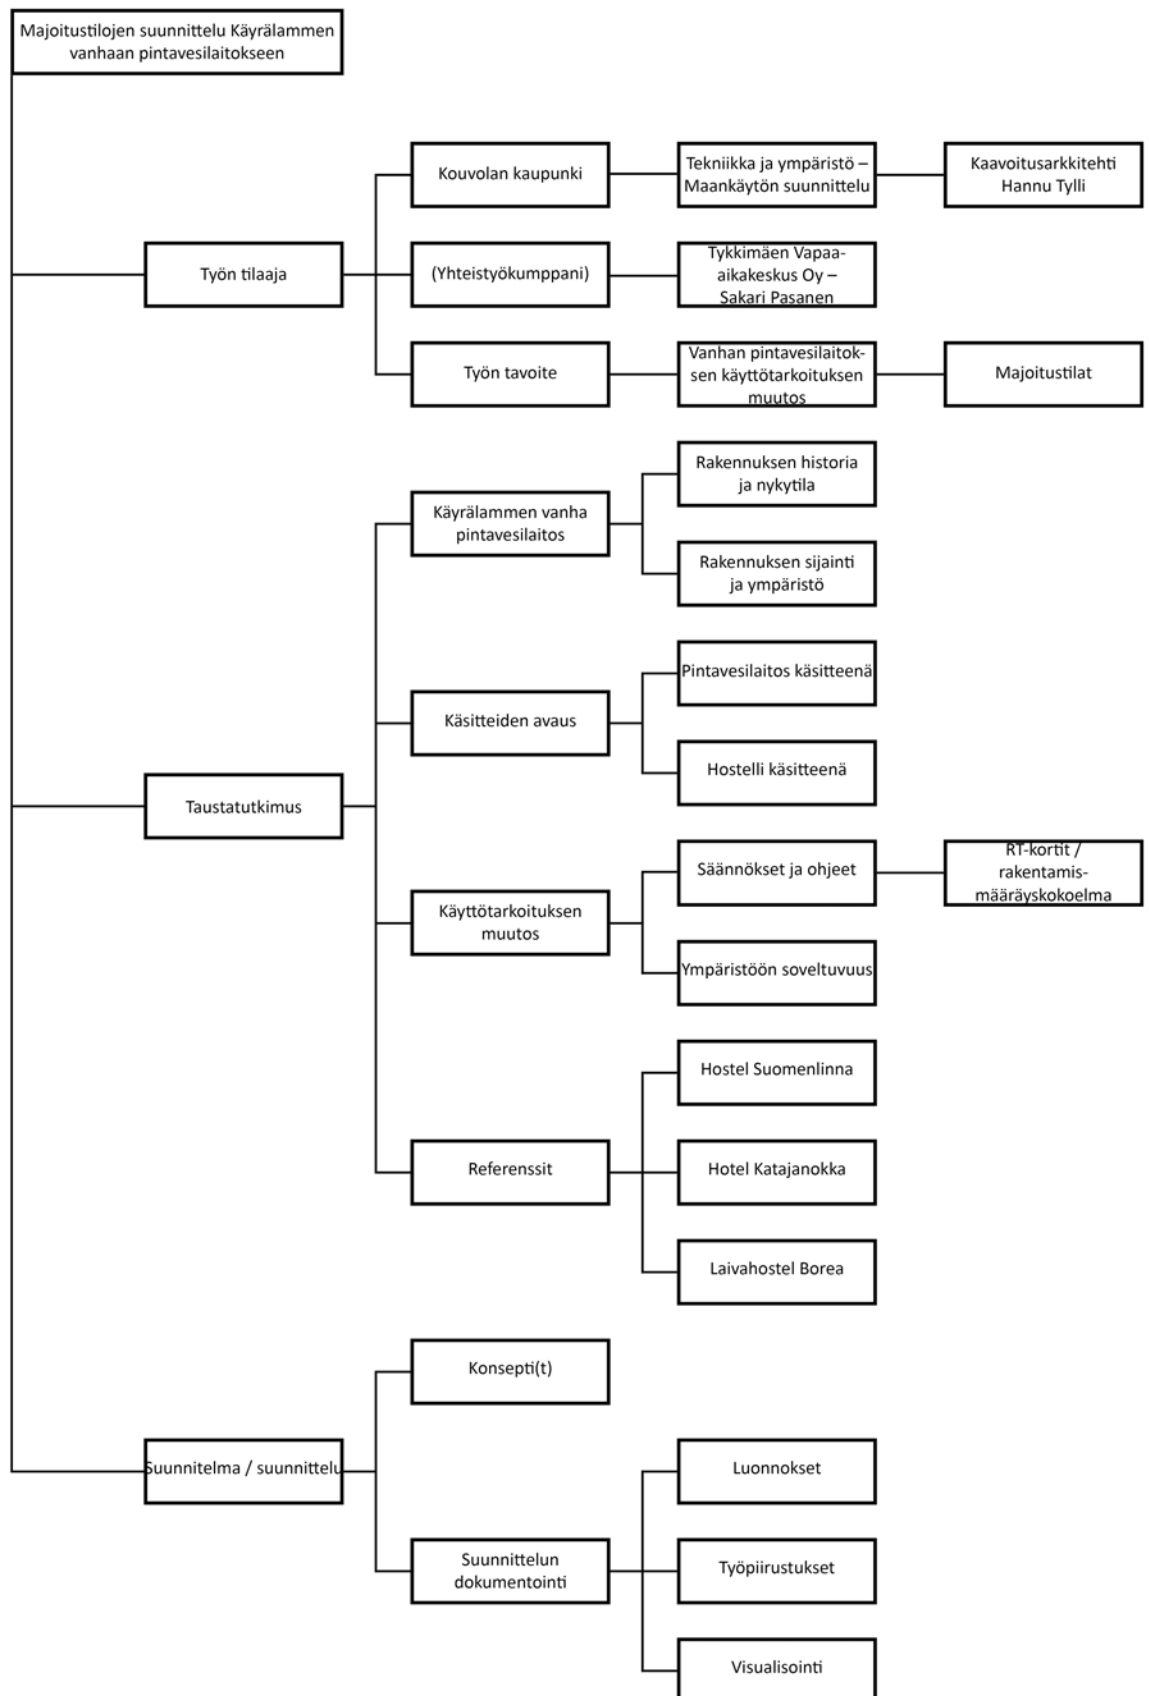 Majoitustilojen suunnittelu Käyrälammen
vanhaan pintavesilaitokseen
Kouvolan kaupunki
Tekniikka ja ympäristö –
Maankäytön suunnittelu
Kaavoitusarkkitehti
Hannu Tylli
Työn tilaaja
(Yhteistyökumppani)
Tykkimäen Vapaa-
aikakeskus Oy –
Sakari Pasanen
Työn tavoite
Vanhan pintavesilaitok-
sen käyttötarkoituksen
muutos
Majoitustilat
Rakennuksen historia
ja nykytila
Käyrälammen vanha
pintavesilaitos
Rakennuksen sijainti
ja ympäristö
Pintavesilaitos käsitteenä
Käsitteiden avaus
Hostelli käsitteenä
Taustatutkimus
Säännökset ja ohjeet
RT-kortit /
rakentamis-
määräyskokoelma
Käyttötarkoituksen
muutos
Ympäristöön soveltuvuus
Hostel Suomenlinna
Referenssit
Hotel Katajanokka
Laivahostel Borea
Konsepti(t)
Suunnitelma / suunnittelu
Luonnokset
Suunnittelun
dokumentointi
Työpiirustukset
Visualisointi